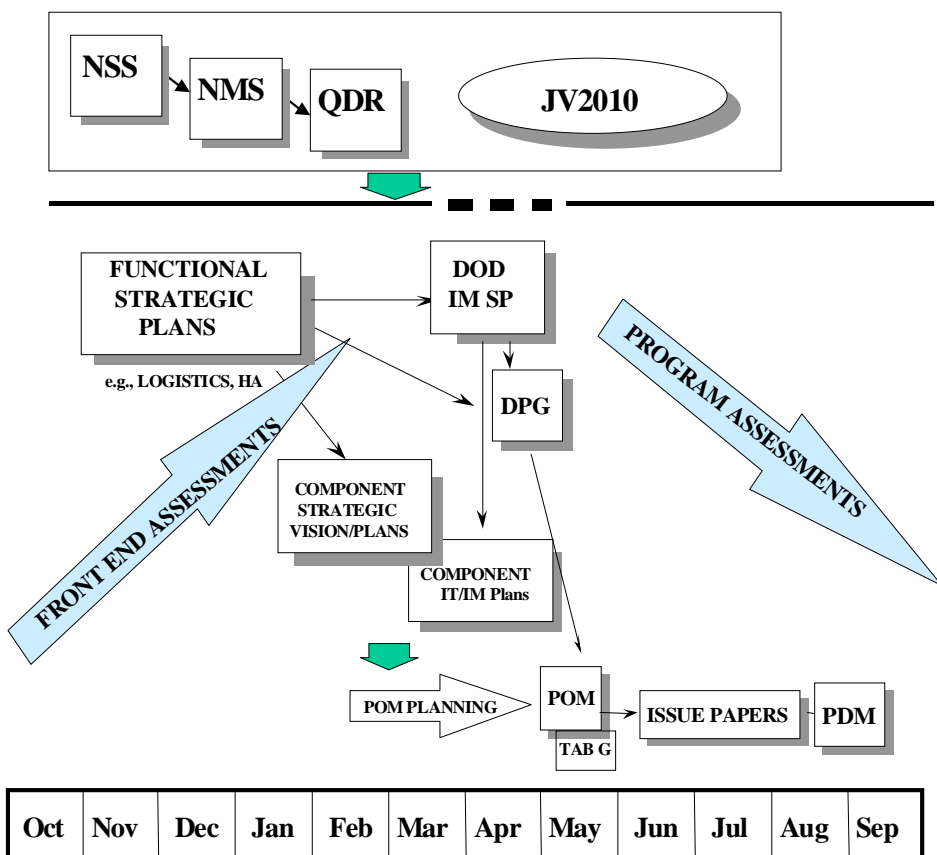 NSS
NMS
QDR
JV2010
FUNCTIONAL
STRATEGIC
PLANS
e.g., LOGISTICS, HA
DOD
IM SP
DPG
FRONT END ASSESSMENTS
PROGRAM ASSESSMENTS
COMPONENT
STRATEGIC
VISION/PLANS
COMPONENT
IT/IM Plans
POM PLANNING
POM
TAB G
ISSUE PAPERS
PDM
Oct Nov Dec Jan Feb Mar Apr May Jun Jul Aug Sep